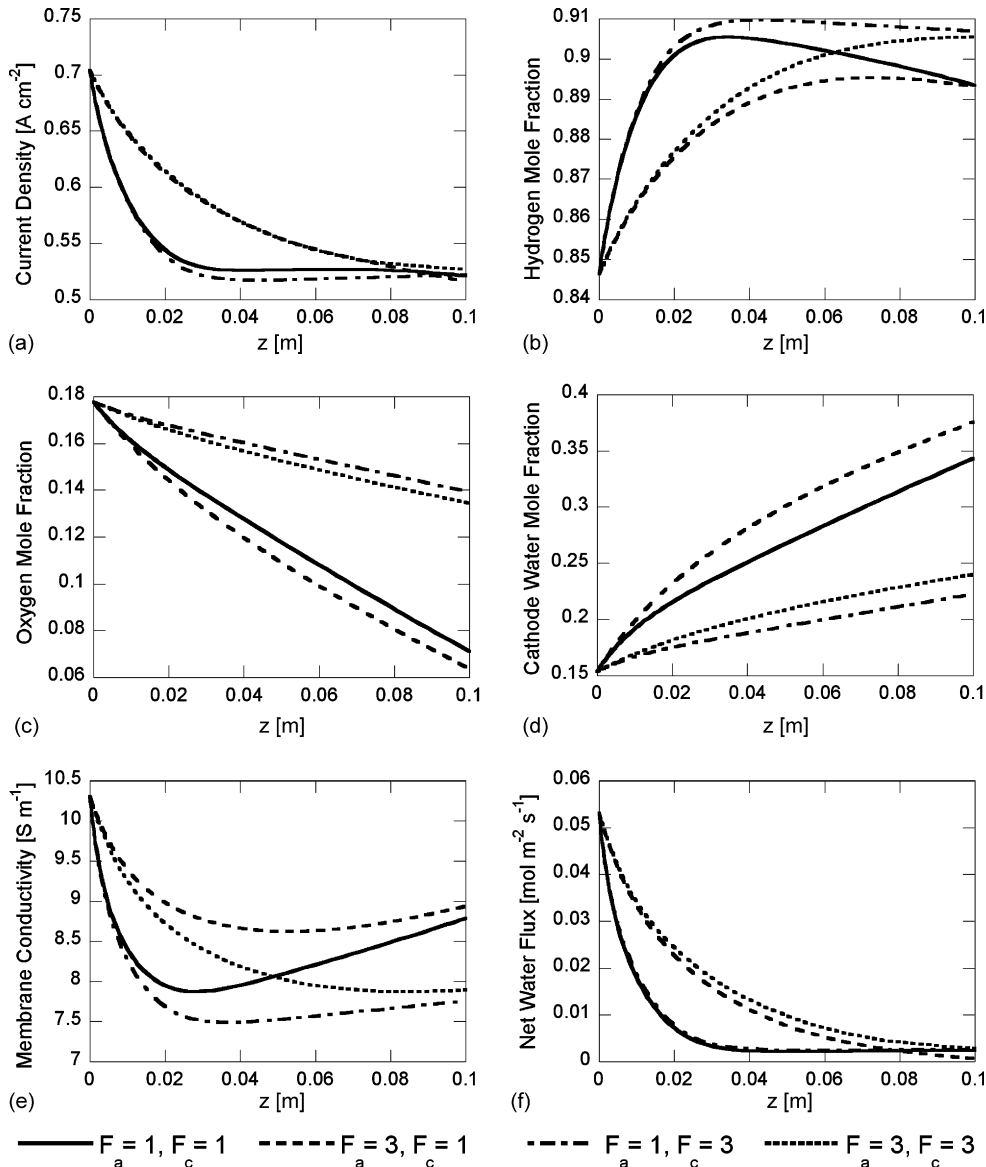 0.75
0.7
0.65
0.6
0.55
0.5
Current Density [A cm⁻²]
0 0.02 0.04 0.06 0.08 0.1
(a) z [m]
0.91
0.9
0.89
0.88
0.87
0.86
0.85
0.84
Hydrogen Mole Fraction
0 0.02 0.04 0.06 0.08 0.1
(b) z [m]
0.18
0.16
0.14
0.12
0.1
0.08
0.06
Oxygen Mole Fraction
0 0.02 0.04 0.06 0.08 0.1
(c) z [m]
0.4
0.35
0.3
0.25
0.2
0.15
Cathode Water Mole Fraction
0 0.02 0.04 0.06 0.08 0.1
(d) z [m]
10.5
10
9.5
9
8.5
8
7.5
7
Membrane Conductivity [S m⁻¹]
0 0.02 0.04 0.06 0.08 0.1
(e) z [m]
0.06
0.05
0.04
0.03
0.02
0.01
0
Net Water Flux [mol m⁻² s⁻¹]
0 0.02 0.04 0.06 0.08 0.1
(f) z [m]
Fₐ = 1, F_c = 1 Fₐ = 3, F_c = 1 Fₐ = 1, F_c = 3 Fₐ = 3, F_c = 3